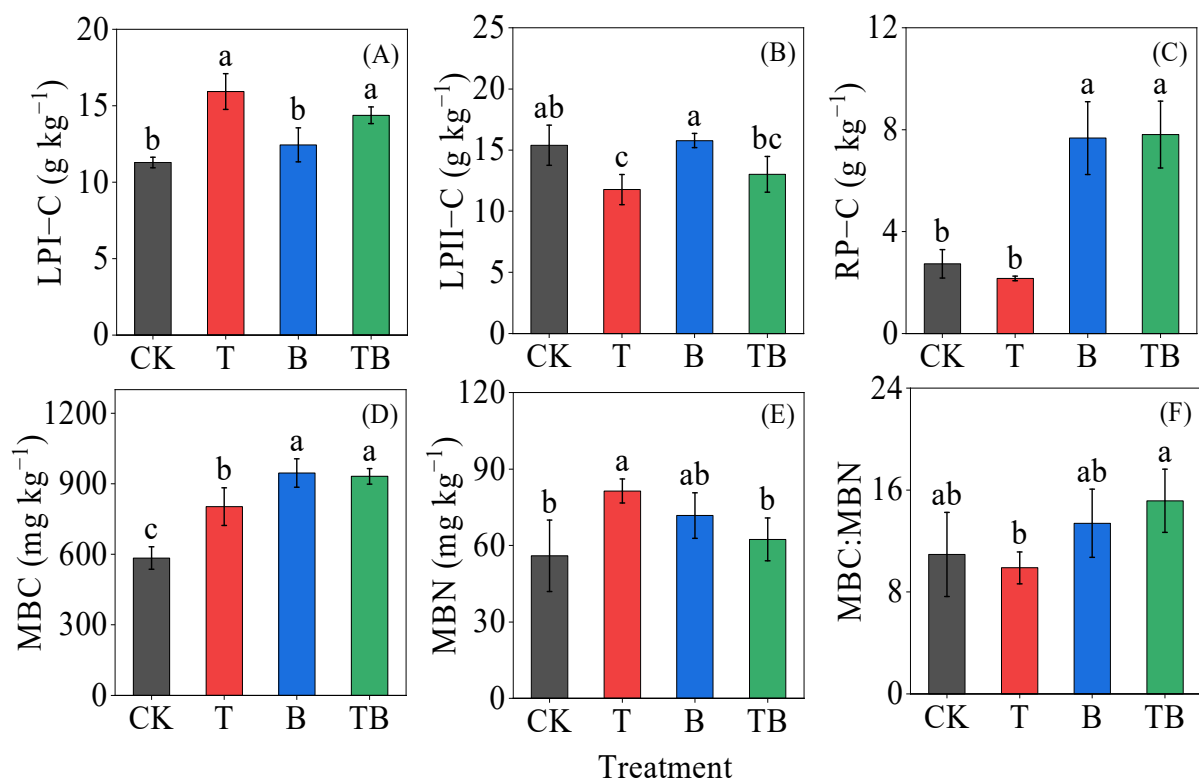 (A)
LPI−C (g kg⁻¹)
20
15
10
5
0
b
a
b
a
CK T B TB
(B)
LPII−C (g kg⁻¹)
25
20
15
10
5
0
ab
c
a
bc
CK T B TB
(C)
RP−C (g kg⁻¹)
12
8
4
0
b
b
a
a
CK T B TB
(D)
MBC (mg kg⁻¹)
1200
900
600
300
0
c
b
a
a
CK T B TB
(E)
MBN (mg kg⁻¹)
120
90
60
30
0
b
a
ab
b
CK T B TB
(F)
MBC:MBN
24
16
8
0
ab
b
ab
a
CK T B TB
Treatment